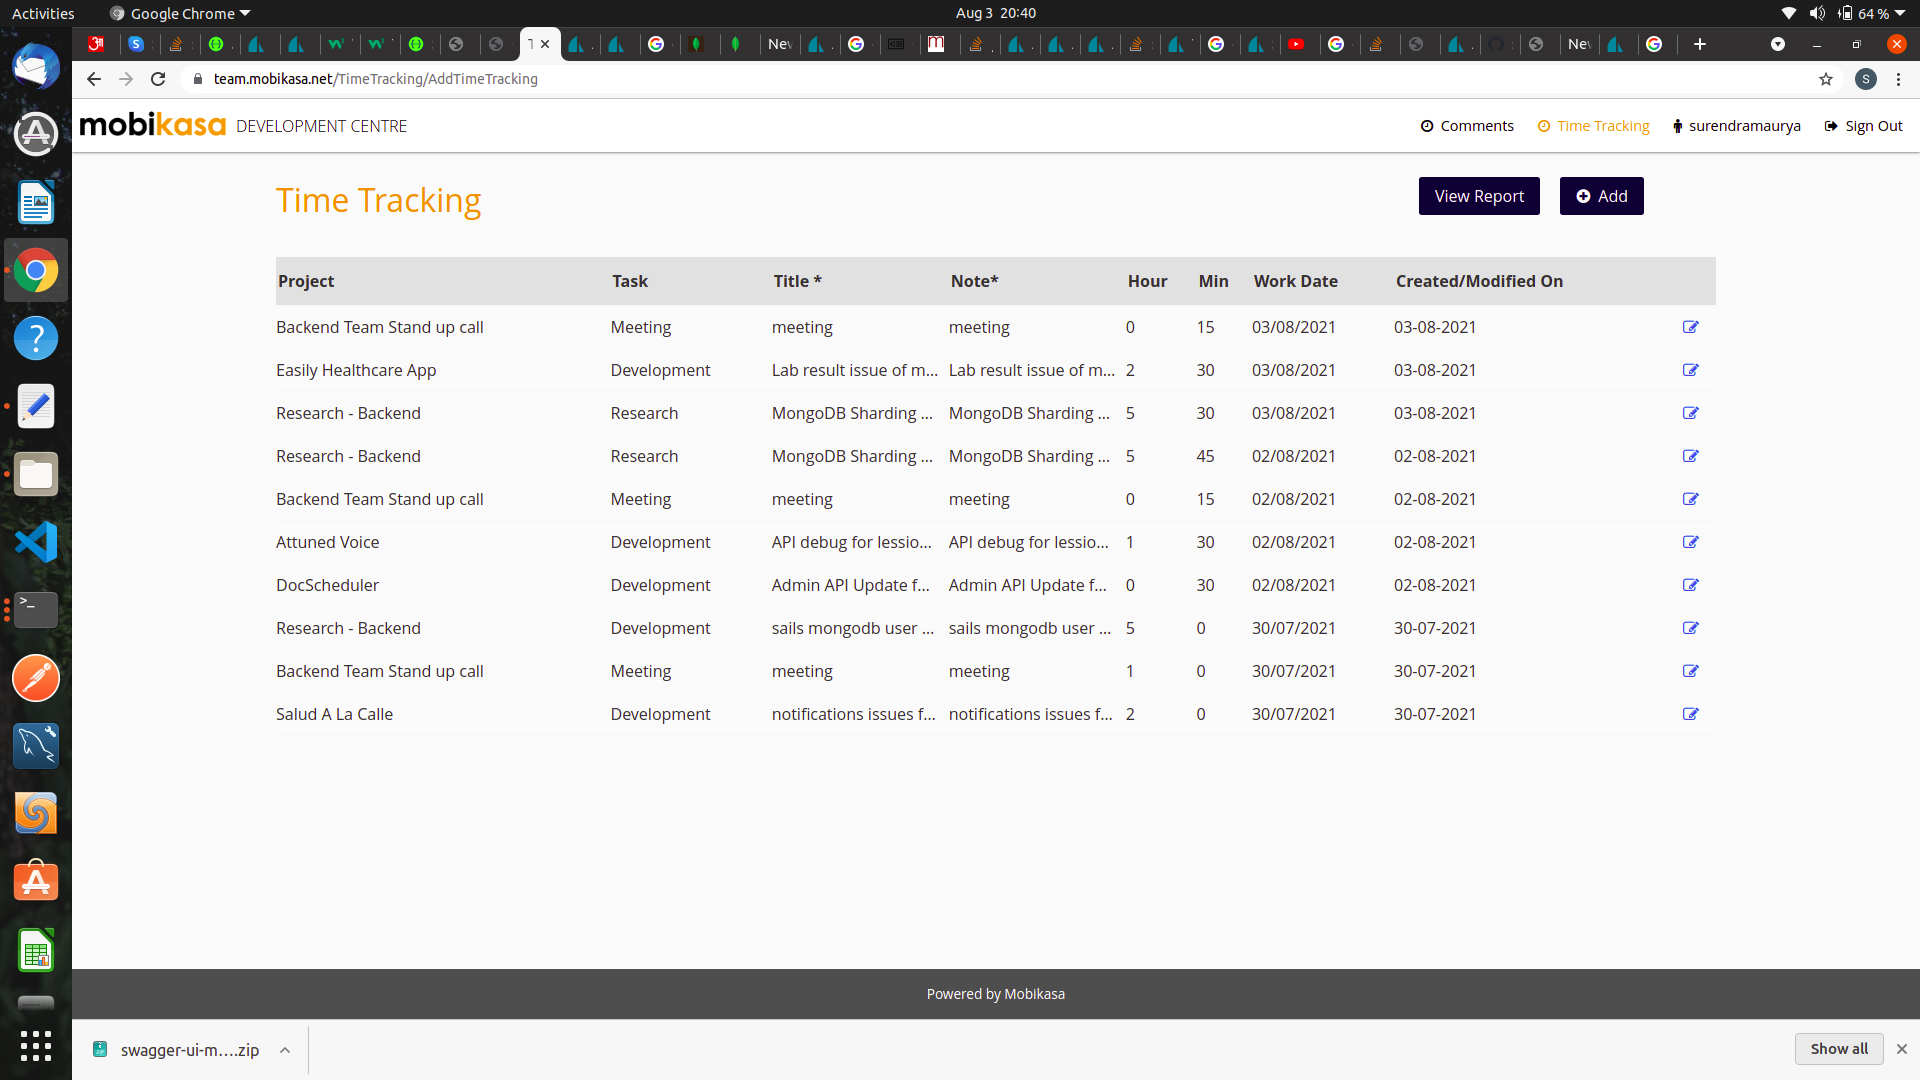 Activities Google Chrome Aug 3 20:40 64 %
New New
team.mobikasa.net/TimeTracking/AddTimeTracking S
mobikasa DEVELOPMENT CENTRE Comments Time Tracking surendramaurya Sign Out
Time Tracking View Report Add
Project Task Title * Note* Hour Min Work Date Created/Modified On
Backend Team Stand up call Meeting meeting meeting 0 15 03/08/2021 03-08-2021
Easily Healthcare App Development Lab result issue of m... Lab result issue of m... 2 30 03/08/2021 03-08-2021
Research - Backend Research MongoDB Sharding ... MongoDB Sharding ... 5 30 03/08/2021 03-08-2021
Research - Backend Research MongoDB Sharding ... MongoDB Sharding ... 5 45 02/08/2021 02-08-2021
Backend Team Stand up call Meeting meeting meeting 0 15 02/08/2021 02-08-2021
Attuned Voice Development API debug for lessio... API debug for lessio... 1 30 02/08/2021 02-08-2021
DocScheduler Development Admin API Update f... Admin API Update f... 0 30 02/08/2021 02-08-2021
Research - Backend Development sails mongodb user ... sails mongodb user ... 5 0 30/07/2021 30-07-2021
Backend Team Stand up call Meeting meeting meeting 1 0 30/07/2021 30-07-2021
Salud A La Calle Development notifications issues f... notifications issues f... 2 0 30/07/2021 30-07-2021
Powered by Mobikasa
swagger-ui-m....zip Show all